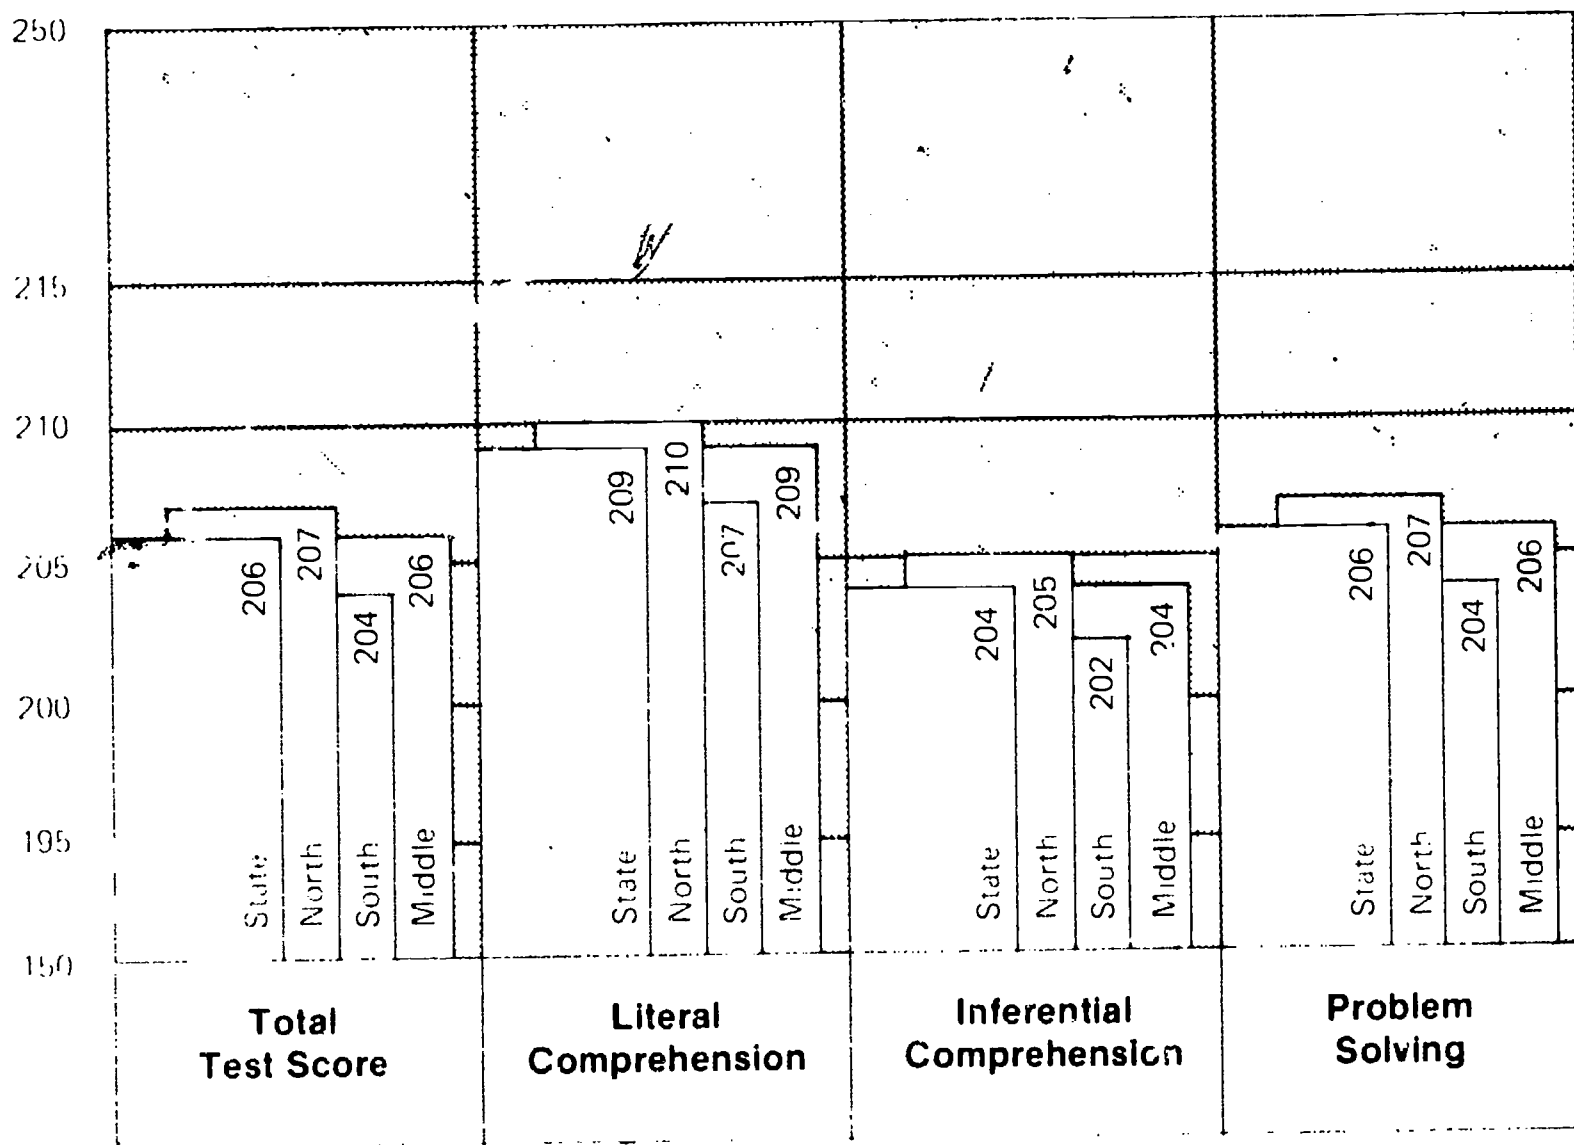 250
215
210
205
200
195
150
206
207
204
206
State
North
South
Middle
Total
Test Score
209
210
207
209
State
North
South
Middle
Literal
Comprehension
204
205
202
204
State
North
South
Middle
Inferential
Comprehension
206
207
204
206
State
North
South
Middle
Problem
Solving